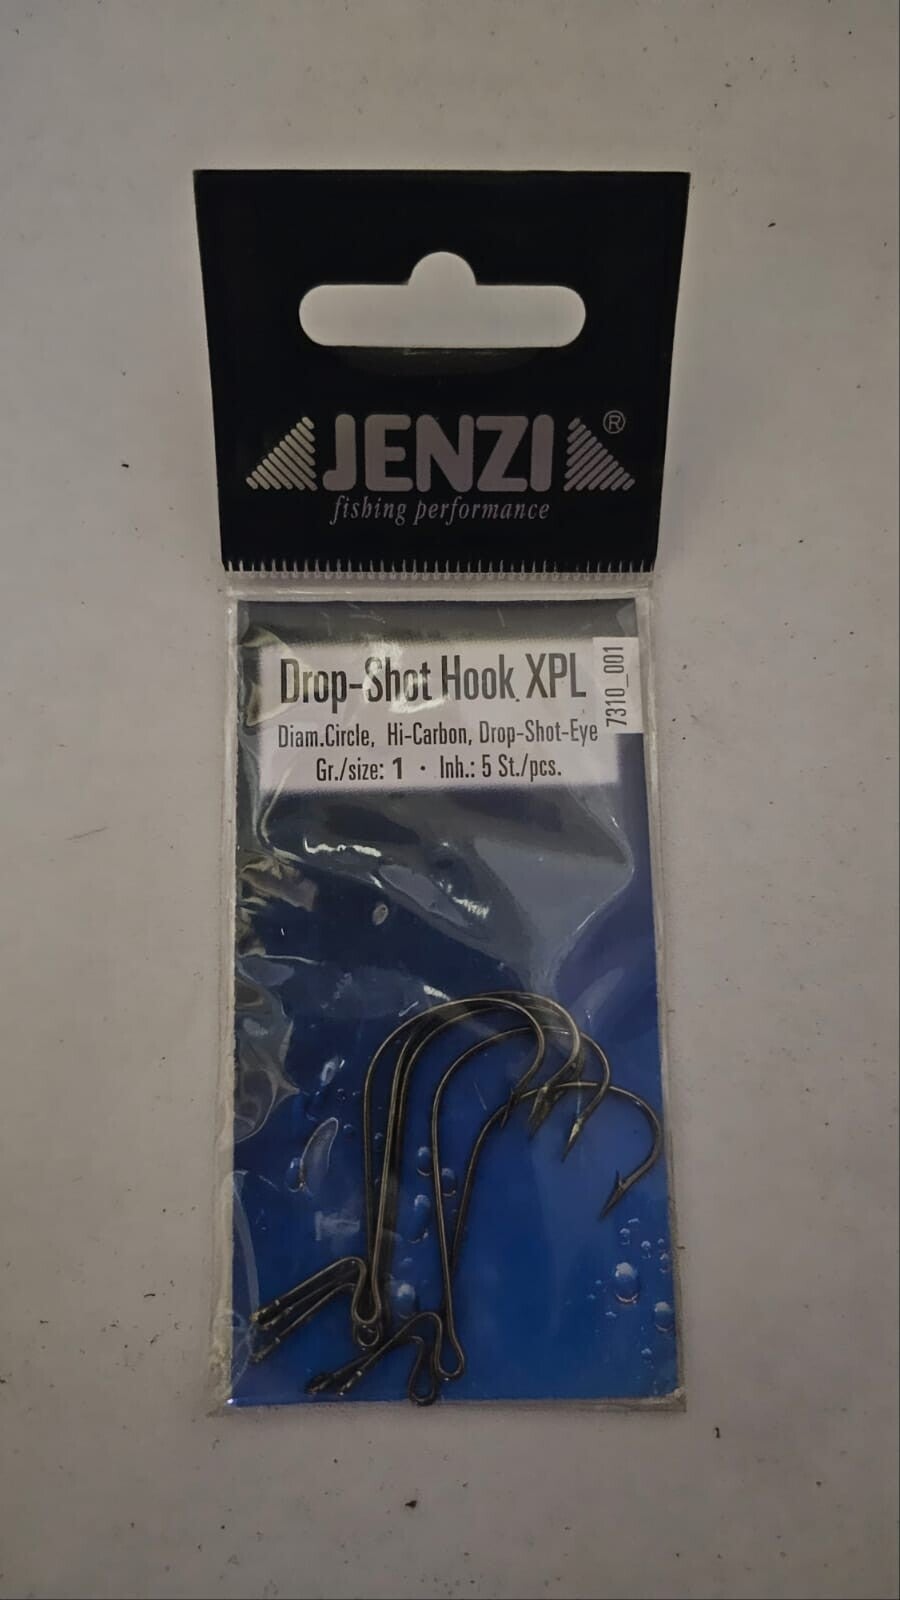 JENZI®
fishing performance
Drop-Shot Hook XPL
7310_001
Diam.Circle, Hi-Carbon, Drop-Shot-Eye
Gr./size: 1 · Inh.: 5 St./pcs.